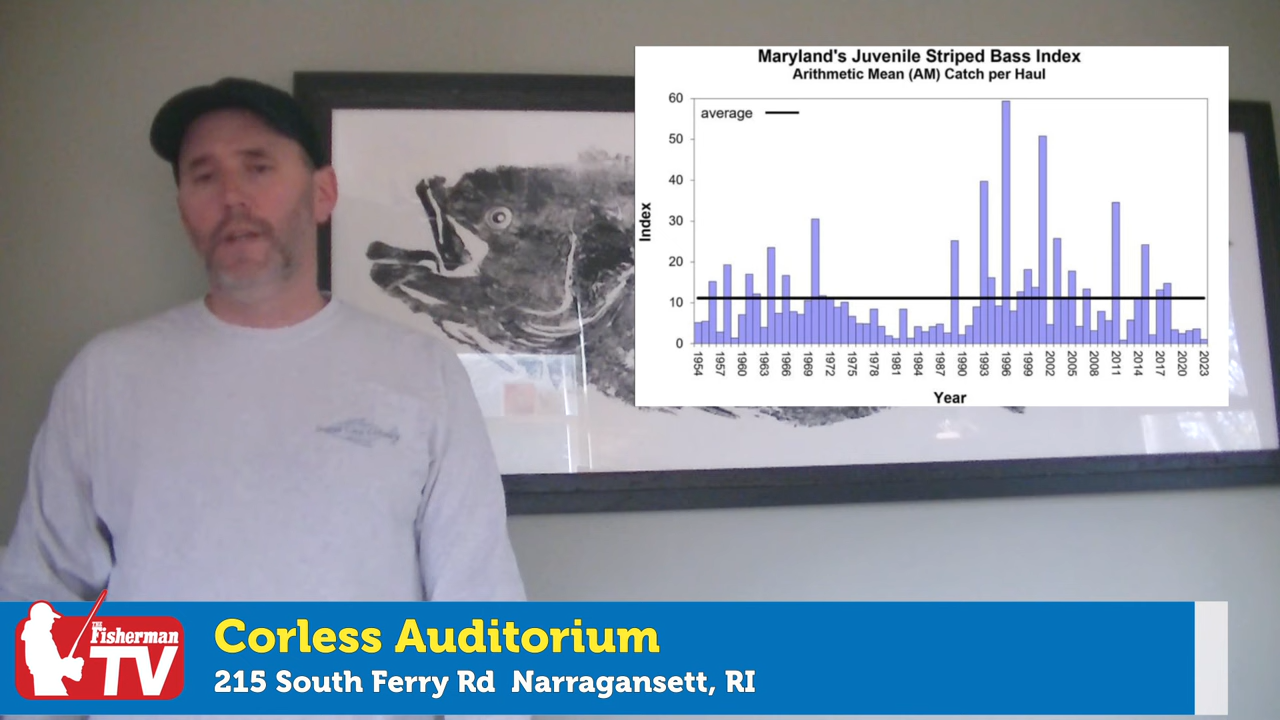 Maryland's Juvenile Striped Bass Index
Arithmetic Mean (AM) Catch per Haul
average
60
50
40
30
20
10
0
Index
1954 1957 1960 1963 1966 1969 1972 1975 1978 1981 1984 1987 1990 1993 1996 1999 2002 2005 2008 2011 2014 2017 2020 2023
Year
THE
Fisherman
TV
Corless Auditorium
215 South Ferry Rd Narragansett, RI